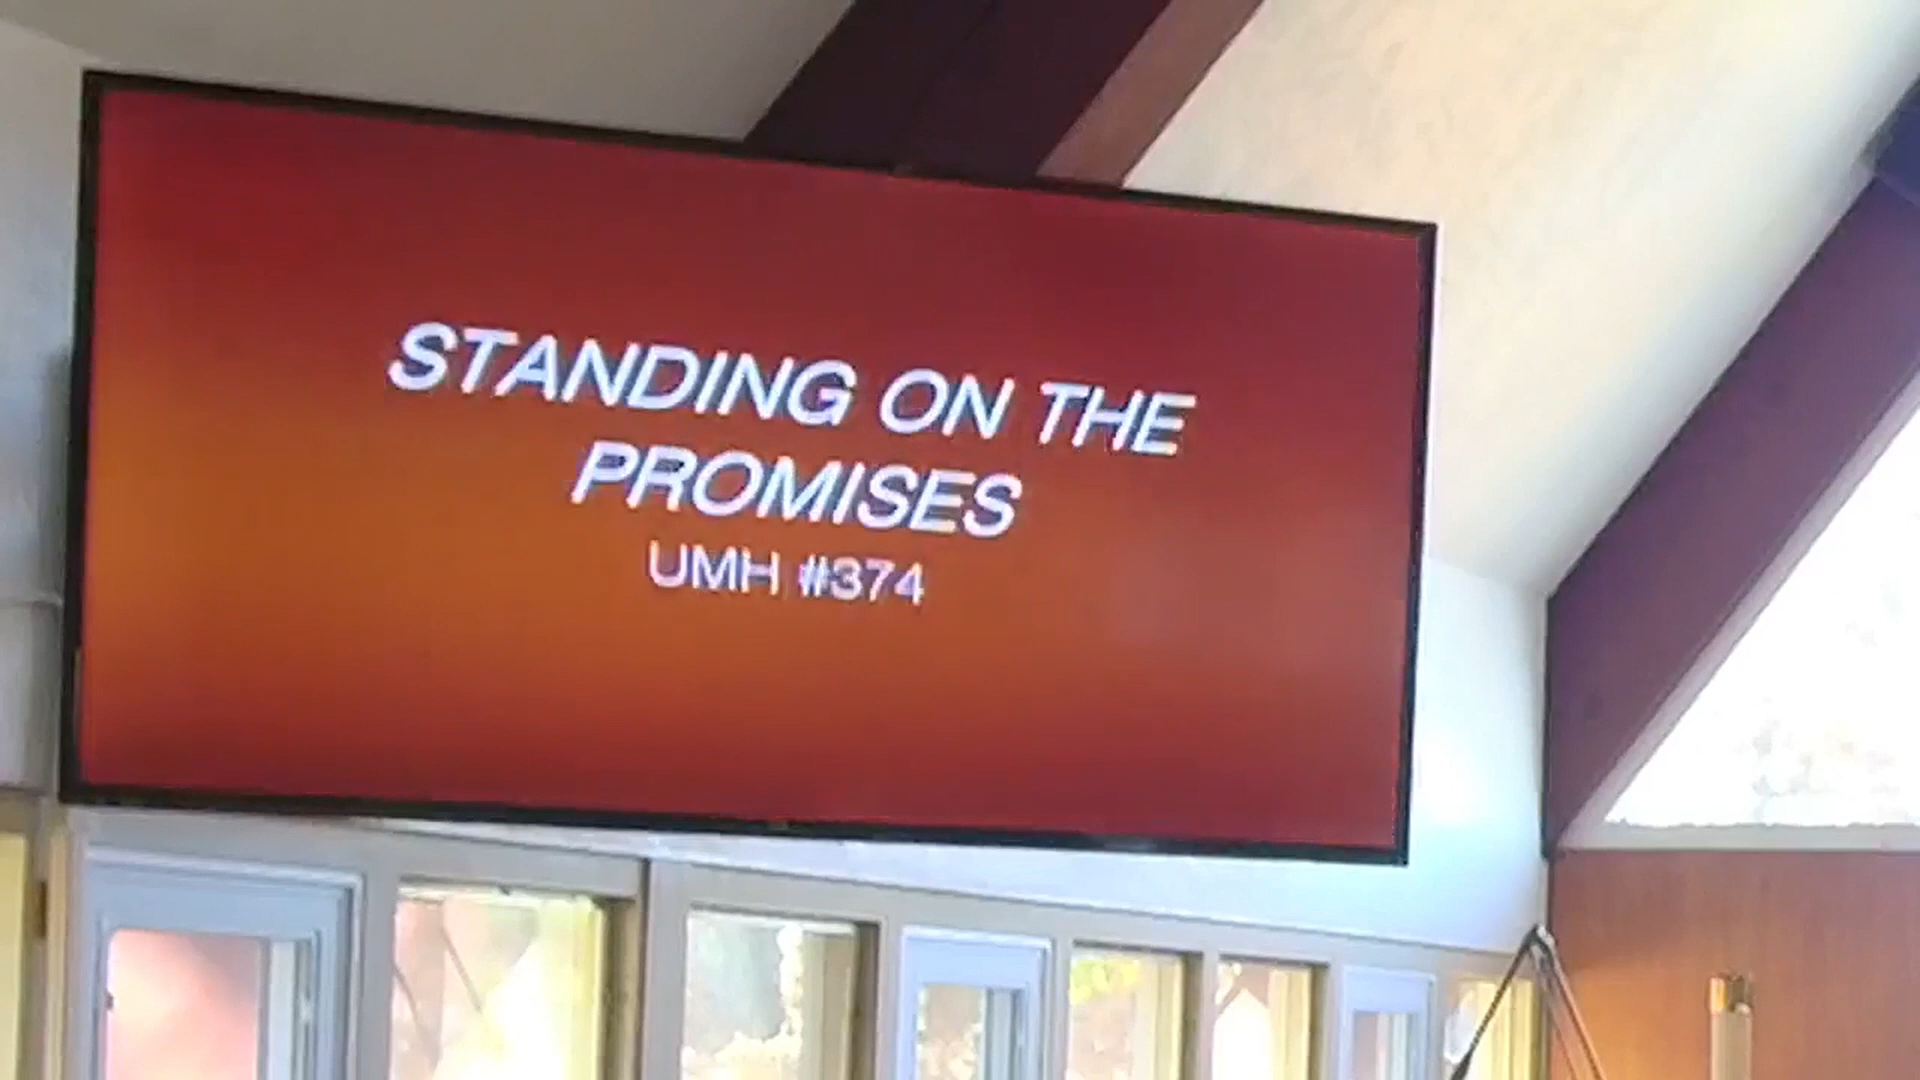 STANDING ON THE
PROMISES
UMH #374